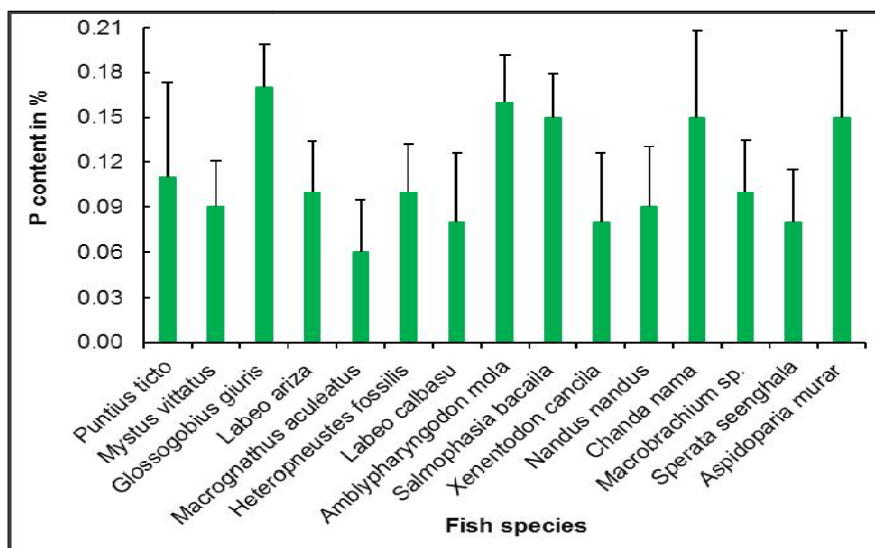 P content in %
0.21
0.18
0.15
0.12
0.09
0.06
0.03
0.00
Puntius ticto
Mystus vittatus
Glossogobius giuris
Labeo ariza
Macrognathus aculeatus
Heteropneustes fossilis
Labeo calbasu
Amblypharyngodon mola
Salmophasia bacaila
Xenentodon cancila
Nandus nandus
Chanda nama
Macrobrachium sp.
Sperata seenghala
Aspidoparia murar
Fish species